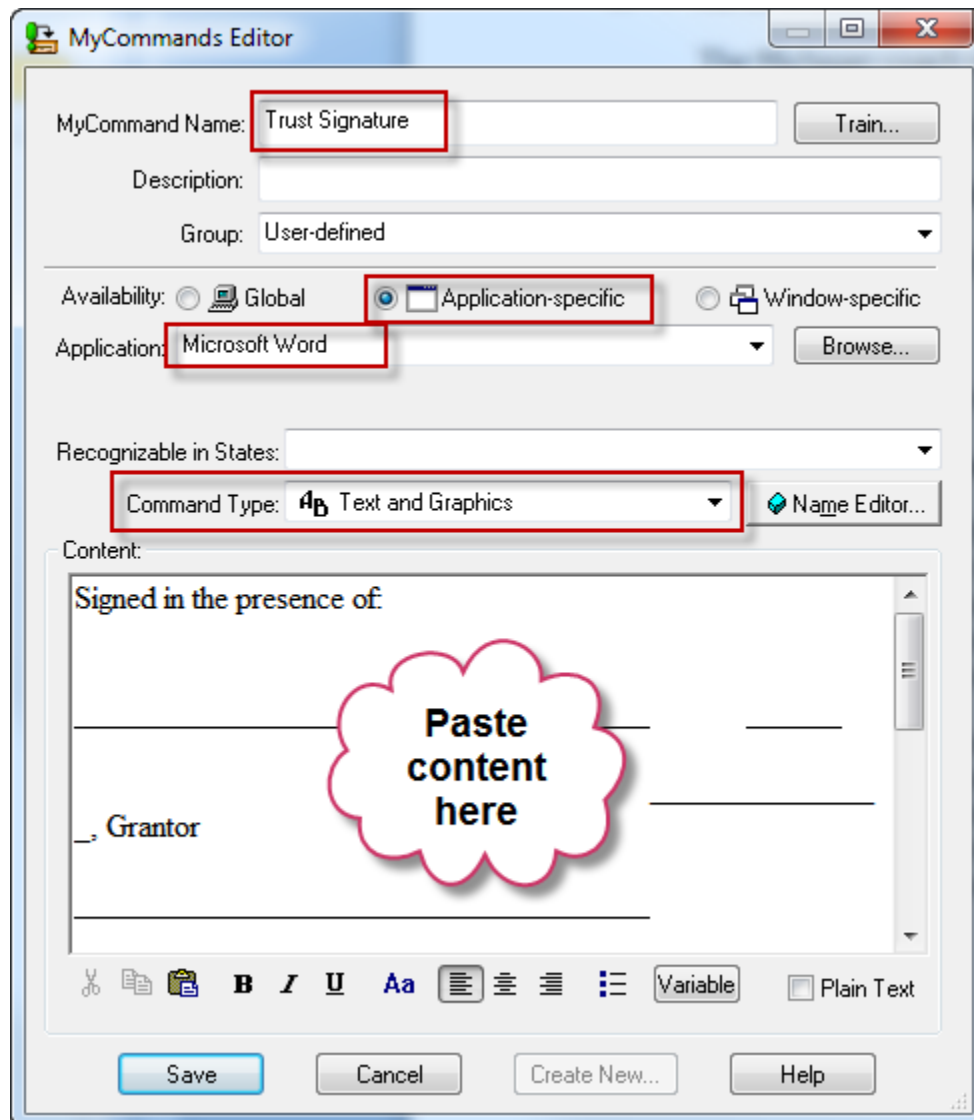 MyCommands Editor
MyCommand Name: Trust Signature Train...
Description:
Group: User-defined
Availability: Global Application-specific Window-specific
Application: Microsoft Word Browse...
Recognizable in States:
Command Type: Text and Graphics Name Editor...
Content:
Signed in the presence of:
Paste
content
here
_, Grantor
B I U Aa Variable Plain Text
Save Cancel Create New... Help